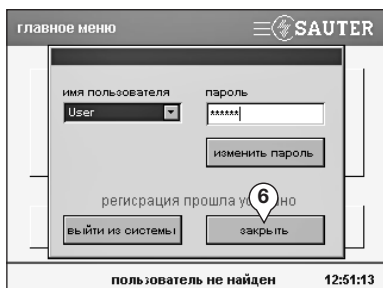 главное меню
SAUTER
имя пользователя
пароль
User
******
изменить пароль
регисрация прошла но
6
выйти из системы
закрыть
пользователь не найден
12:51:13